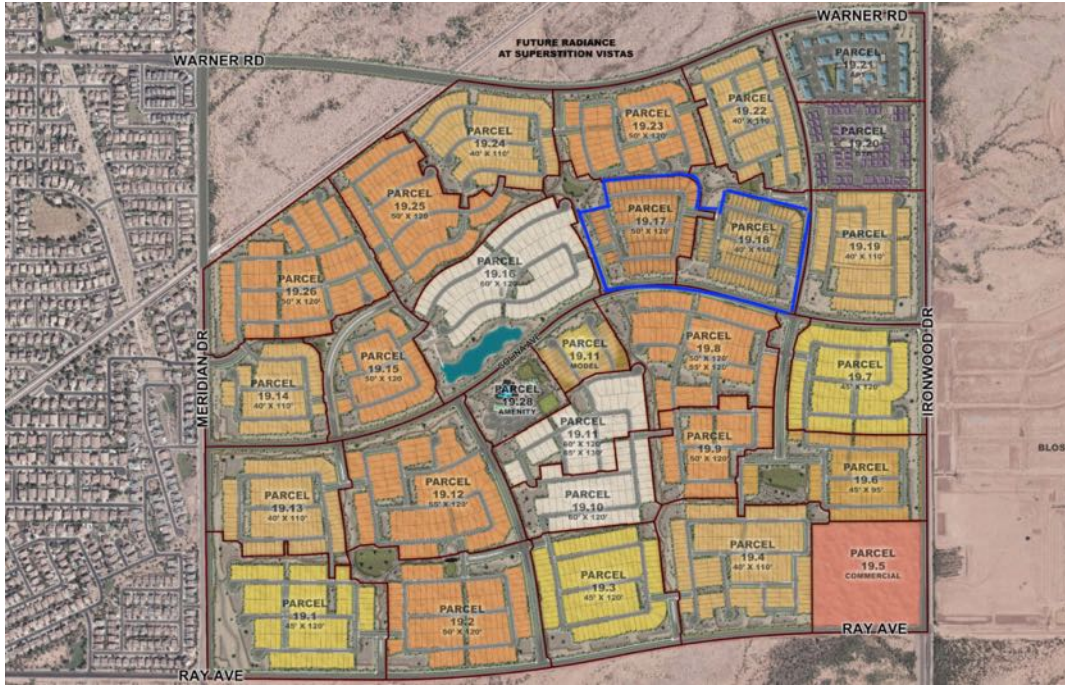 WARNER RD
WARNER RD
FUTURE RADIANCE
AT SUPERSTITION VISTAS
PARCEL
19.21
PARCEL
19.22
40' X 110'
PARCEL
19.23
50' X 120'
PARCEL
19.24
40' X 110'
PARCEL
19.20
PARCEL
19.25
50' X 120'
PARCEL
19.17
50' X 120'
PARCEL
19.18
40' X 110'
PARCEL
19.19
40' X 110'
PARCEL
19.16
60' X 120'
PARCEL
19.26
50' X 120'
MERIDIAN DR
IRONWOOD DR
PARCEL
19.15
50' X 120'
PARCEL
19.11
MODEL
PARCEL
19.8
50' X 120'
55' X 120'
PARCEL
19.7
45' X 120'
PARCEL
19.14
40' X 110'
PARCEL
19.28
AMENITY
PARCEL
19.11
60' X 120'
65' X 130'
PARCEL
19.9
50' X 120'
BLOS
PARCEL
19.12
55' X 120'
PARCEL
19.6
45' X 95'
PARCEL
19.13
40' X 110'
PARCEL
19.10
60' X 120'
PARCEL
19.4
40' X 110'
PARCEL
19.5
COMMERCIAL
PARCEL
19.3
45' X 120'
PARCEL
19.1
45' X 120'
PARCEL
19.2
50' X 120'
RAY AVE
RAY AVE